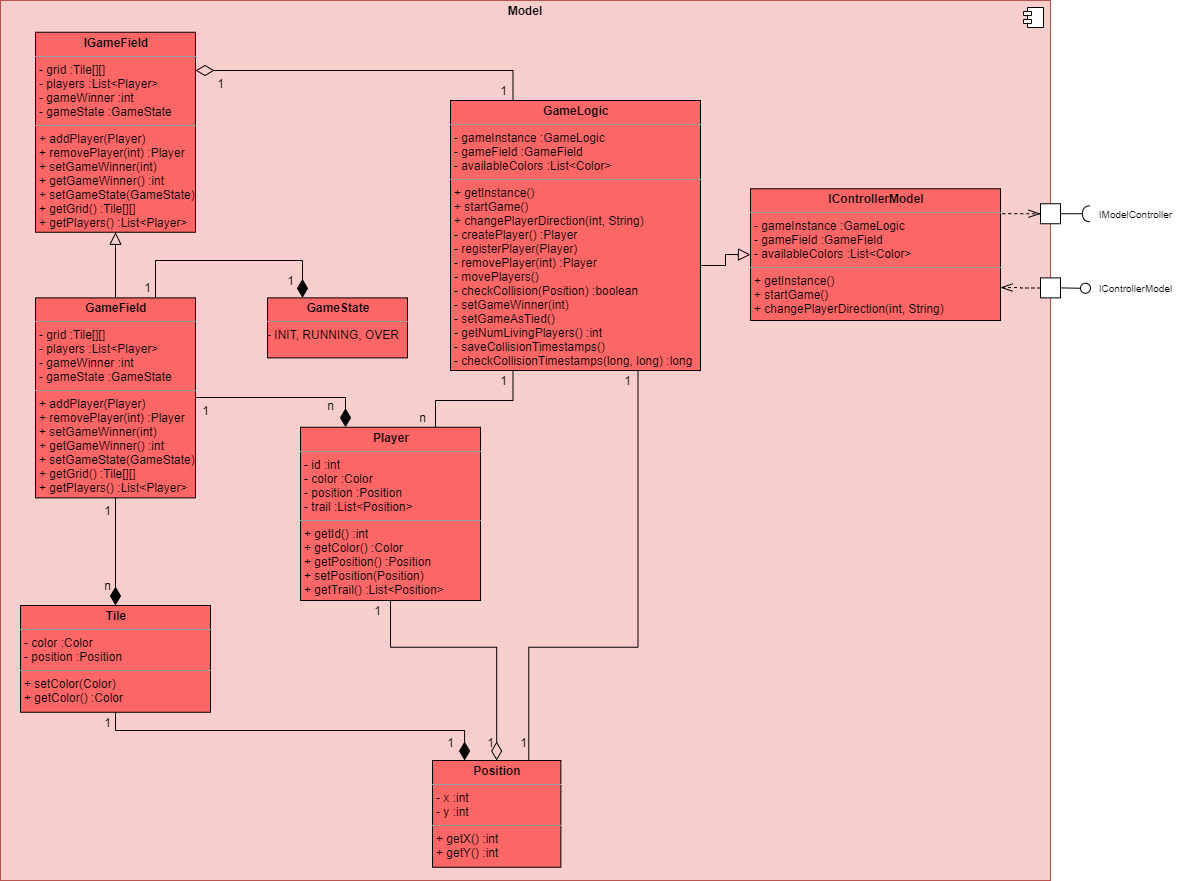 Model
IGameField
- grid :Tile[][]
- players :List<Player>
- gameWinner :int
- gameState :GameState
+ addPlayer(Player)
+ removePlayer(int) :Player
+ setGameWinner(int)
+ getGameWinner() :int
+ setGameState(GameState)
+ getGrid() :Tile[][]
+ getPlayers() :List<Player>
1
1
GameLogic
- gameInstance :GameLogic
- gameField :GameField
- availableColors :List<Color>
+ getInstance()
+ startGame()
+ changePlayerDirection(int, String)
- createPlayer() :Player
- registerPlayer(Player)
- removePlayer(int) :Player
- movePlayers()
- checkCollision(Position) :boolean
- setGameWinner(int)
- setGameAsTied()
- getNumLivingPlayers() :int
- saveCollisionTimestamps()
- checkCollisionTimestamps(long, long) :long
IControllerModel
- gameInstance :GameLogic
- gameField :GameField
- availableColors :List<Color>
+ getInstance()
+ startGame()
+ changePlayerDirection(int, String)
IModelController
IControllerModel
1
1
GameField
- grid :Tile[][]
- players :List<Player>
- gameWinner :int
- gameState :GameState
+ addPlayer(Player)
+ removePlayer(int) :Player
+ setGameWinner(int)
+ getGameWinner() :int
+ setGameState(GameState)
+ getGrid() :Tile[][]
+ getPlayers() :List<Player>
GameState
- INIT, RUNNING, OVER
1
n
1
n
1
Player
- id :int
- color :Color
- position :Position
- trail :List<Position>
+ getId() :int
+ getColor() :Color
+ getPosition() :Position
+ setPosition(Position)
+ getTrail() :List<Position>
1
n
Tile
- color :Color
- position :Position
+ setColor(Color)
+ getColor() :Color
1
1
1
1
1
Position
- x :int
- y :int
+ getX() :int
+ getY() :int